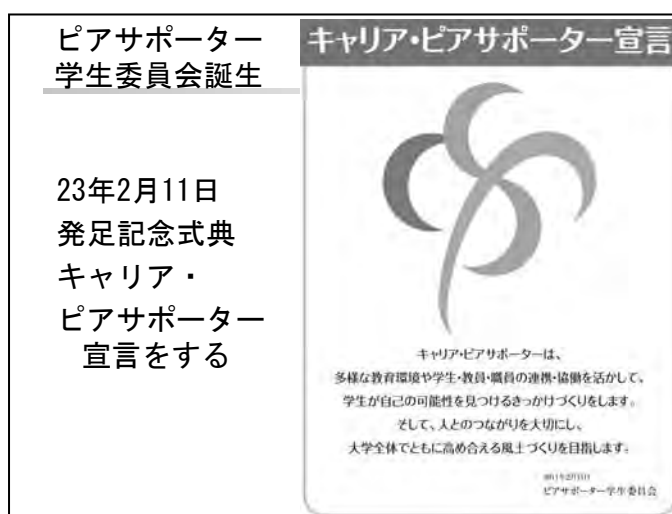 ピアサポーター
学生委員会誕生
23年2月11日
発足記念式典
キャリア・
ピアサポーター
宣言をする
キャリア・ピアサポーター宣言
キャリア・ピアサポーターは、
多様な教育環境や学生・教員・職員の連携・協働を活かして、
学生が自己の可能性を見つけるきっかけづくりをします。
そして、人とのつながりを大切にし、
大学全体でともに高め合える風土づくりを目指します。
ピアサポーター学生委員会